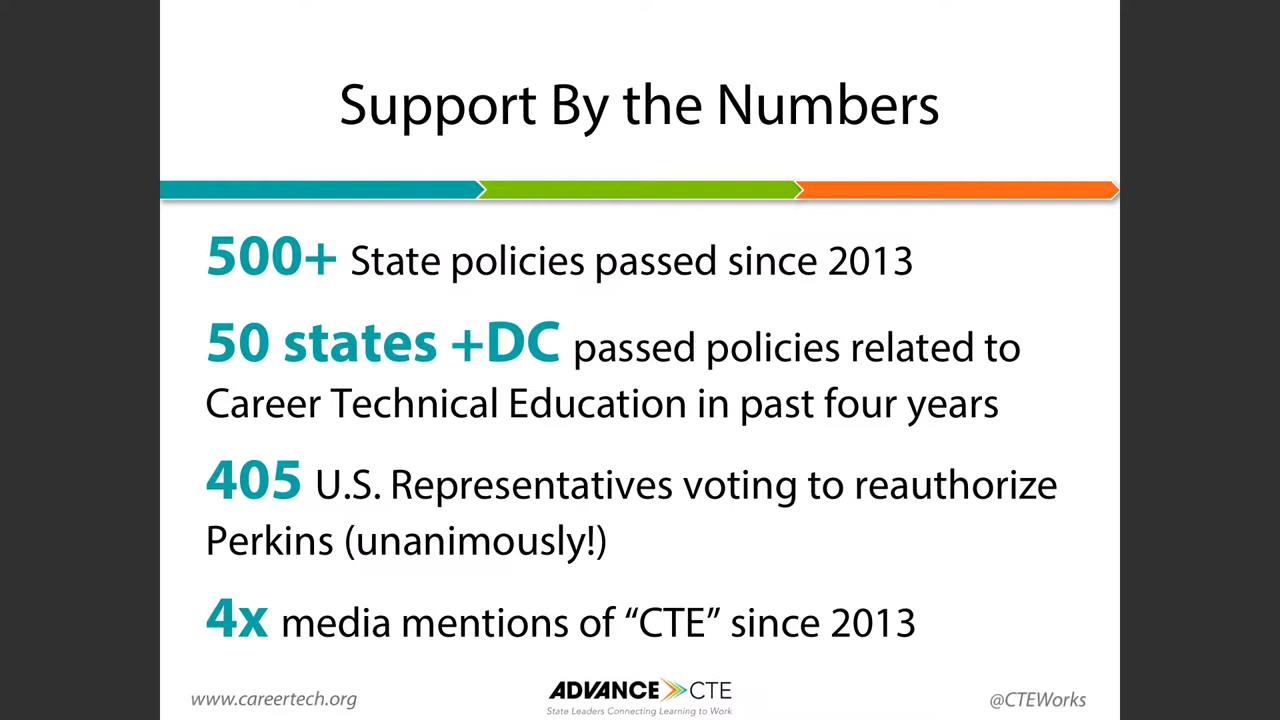 Support By the Numbers
500+ State policies passed since 2013
50 states +DC passed policies related to
Career Technical Education in past four years
405 U.S. Representatives voting to reauthorize
Perkins (unanimously!)
4x media mentions of “CTE” since 2013
www.careertech.org
ADVANCE CTE
State Leaders Connecting Learning to Work
@CTEWorks